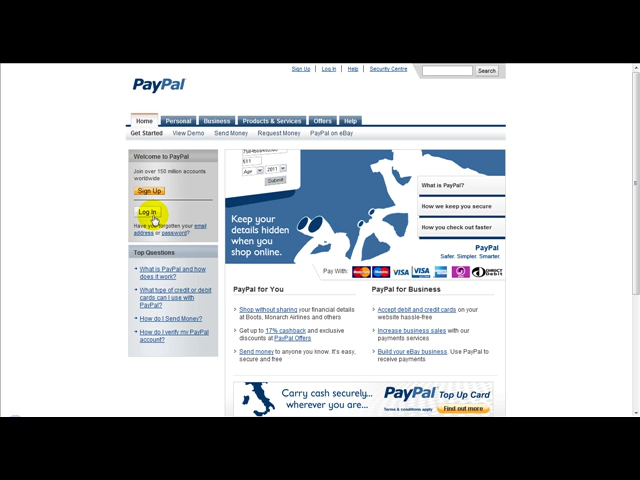 Sign Up | Log In | Help | Security Centre
Search
PayPal
Home Personal Business Products & Services Offers Help
Get Started View Demo Send Money Request Money PayPal on eBay
Welcome to PayPal
Join over 150 million accounts
worldwide
Sign Up
Log In
Have you forgotten your email
address or password?
Top Questions
What is PayPal and how
does it work?
What type of credit or debit
cards can I use with
PayPal?
How do I Send Money?
How do I verify my PayPal
account?
511
Apr 2011
Submit
Keep your
details hidden
when you
shop online.
What is PayPal?
How we keep you secure
How you check out faster
PayPal
Safer. Simpler. Smarter.
Pay With: VISA VISA DIRECT Debit
PayPal for You
Shop without sharing your financial
details at Boots, Monarch Airlines and others
Get up to 17% cashback and exclusive
discounts at PayPal Offers
Send money to anyone you know. It's easy,
secure and free
PayPal for Business
Accept debit and credit cards on your
website hassle-free
Increase business sales with our
payments services
Build your eBay business. Use PayPal to
receive payments
Carry cash securely...
wherever you are...
PayPal Top Up Card
Terms & conditions apply
Find out more